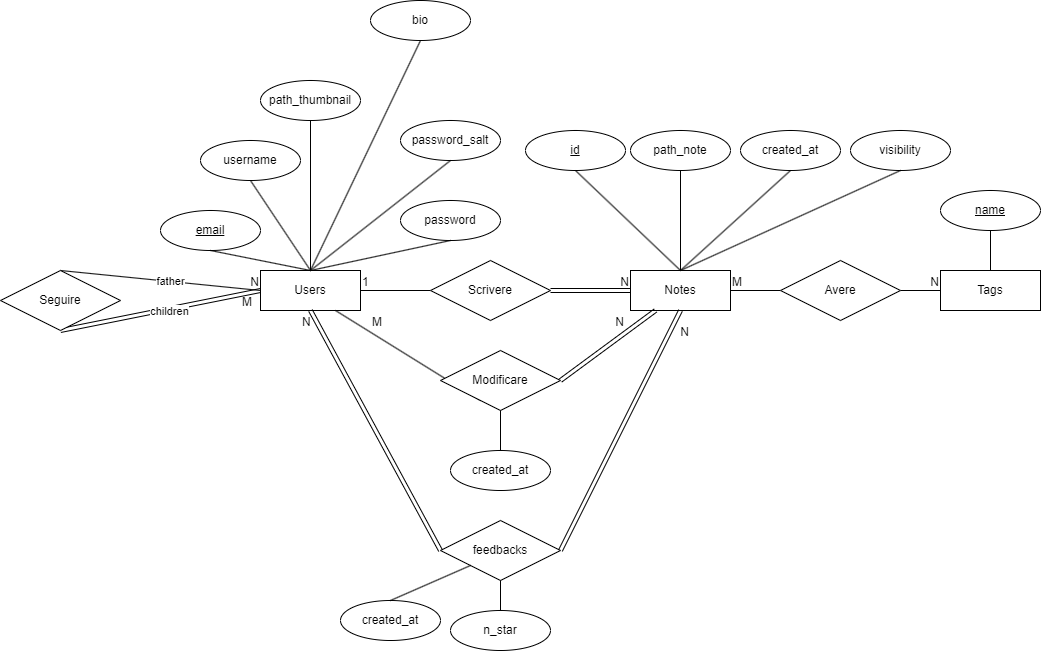 bio
path_thumbnail
password_salt
username
id
path_note
created_at
visibility
email
password
name
father
N
Users
1
Scrivere
N
Notes
M
Avere
N
Tags
Seguire
M
children
N
M
N
N
Modificare
created_at
feedbacks
created_at
n_star